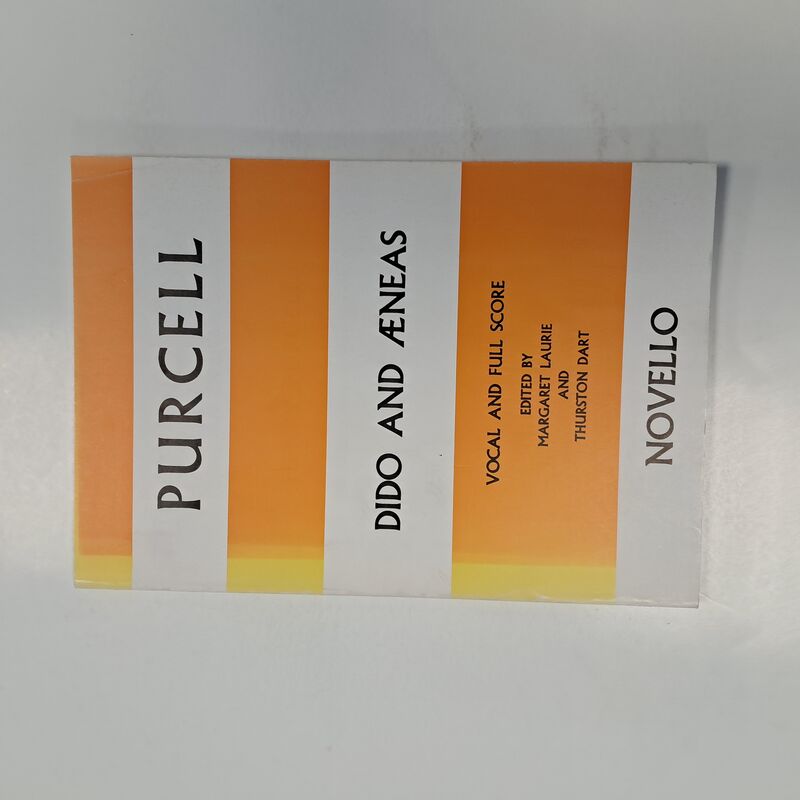 PURCELL
DIDO AND ÆNEAS
VOCAL AND FULL SCORE
EDITED BY
MARGARET LAURIE
AND
THURSTON DART
NOVELLO